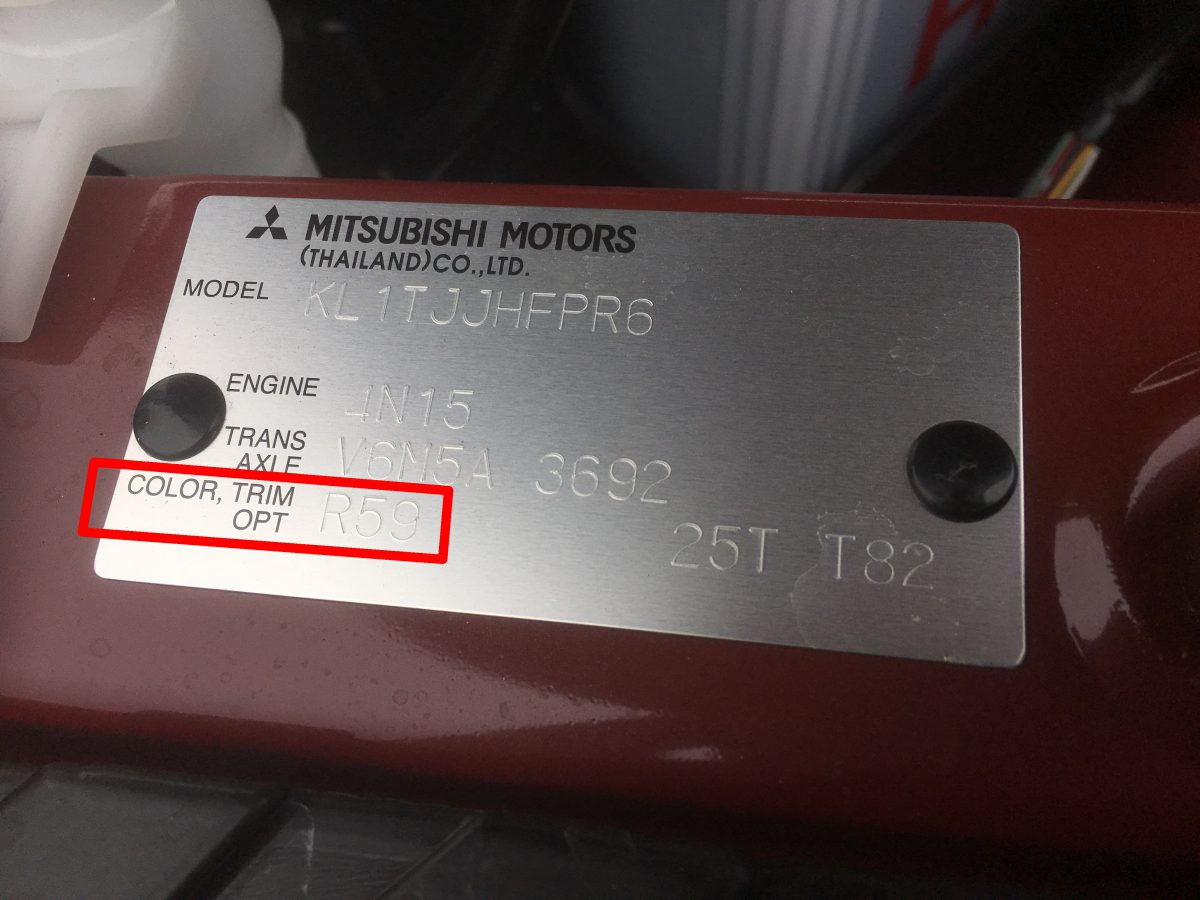 MITSUBISHI MOTORS
(THAILAND)CO.,LTD.
MODEL KL1TJJHFPR6
ENGINE 4N15
TRANS
AXLE V6M5A 3692
COLOR, TRIM
OPT R59 25T T82